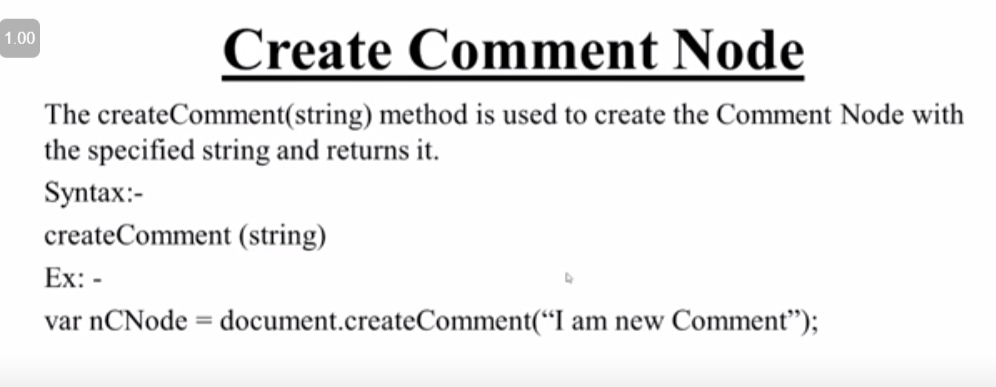 1.00
Create Comment Node
The createComment(string) method is used to create the Comment Node with
the specified string and returns it.
Syntax:-
createComment (string)
Ex: -
var nCNode = document.createComment(“I am new Comment”);